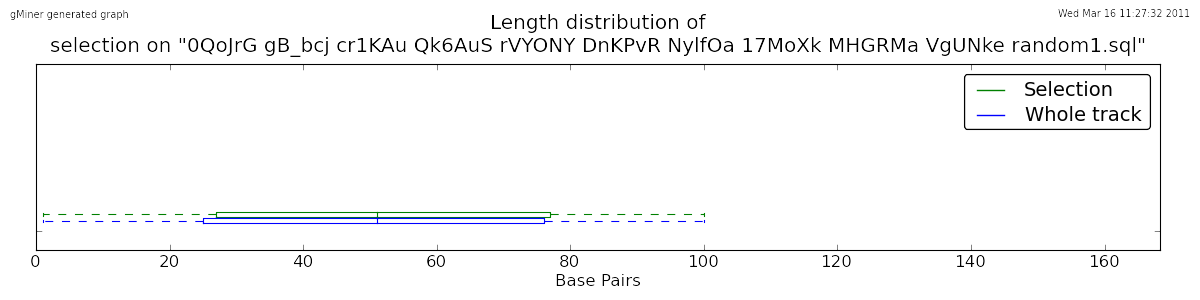 gMiner generated graph
Wed Mar 16 11:27:32 2011
Length distribution of
selection on "0QoJrG gB_bcj cr1KAu Qk6AuS rVYONY DnKPvR NylfOa 17MoXk MHGRMa VgUNke random1.sql"
Selection
Whole track
0 20 40 60 80 100 120 140 160
Base Pairs